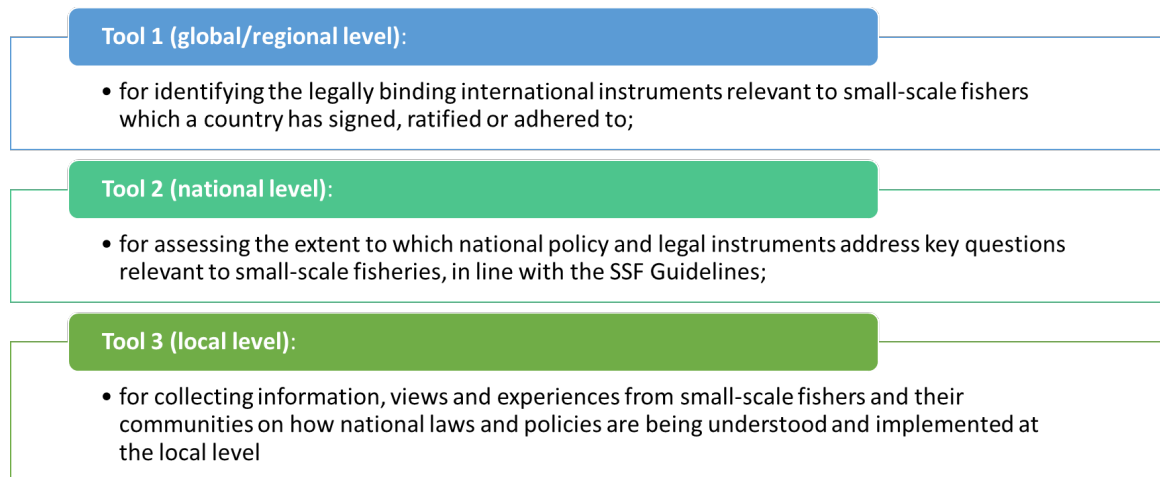 Tool 1 (global/regional level):
• for identifying the legally binding international instruments relevant to small-scale fishers
which a country has signed, ratified or adhered to;
Tool 2 (national level):
• for assessing the extent to which national policy and legal instruments address key questions
relevant to small-scale fisheries, in line with the SSF Guidelines;
Tool 3 (local level):
• for collecting information, views and experiences from small-scale fishers and their
communities on how national laws and policies are being understood and implemented at
the local level